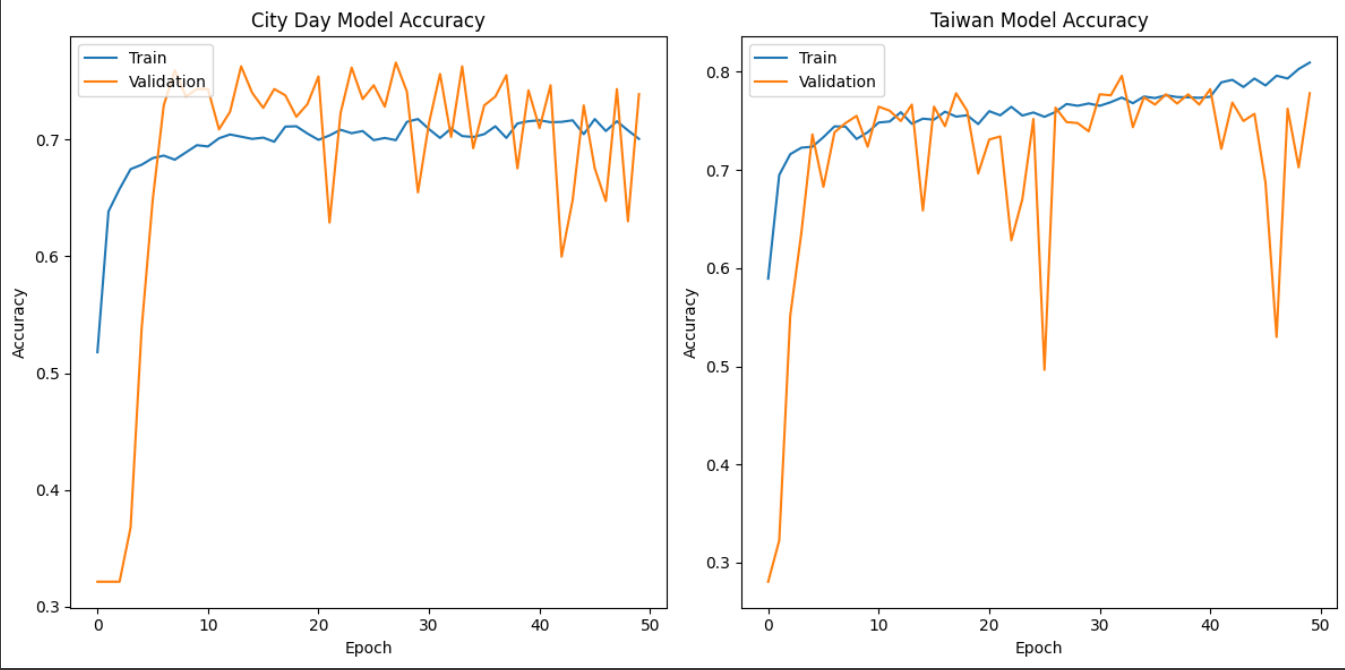 City Day Model Accuracy
Train
Validation
Accuracy
0.7
0.6
0.5
0.4
0.3
0
10
20
30
40
50
Epoch
Taiwan Model Accuracy
Train
Validation
Accuracy
0.8
0.7
0.6
0.5
0.4
0.3
0
10
20
30
40
50
Epoch